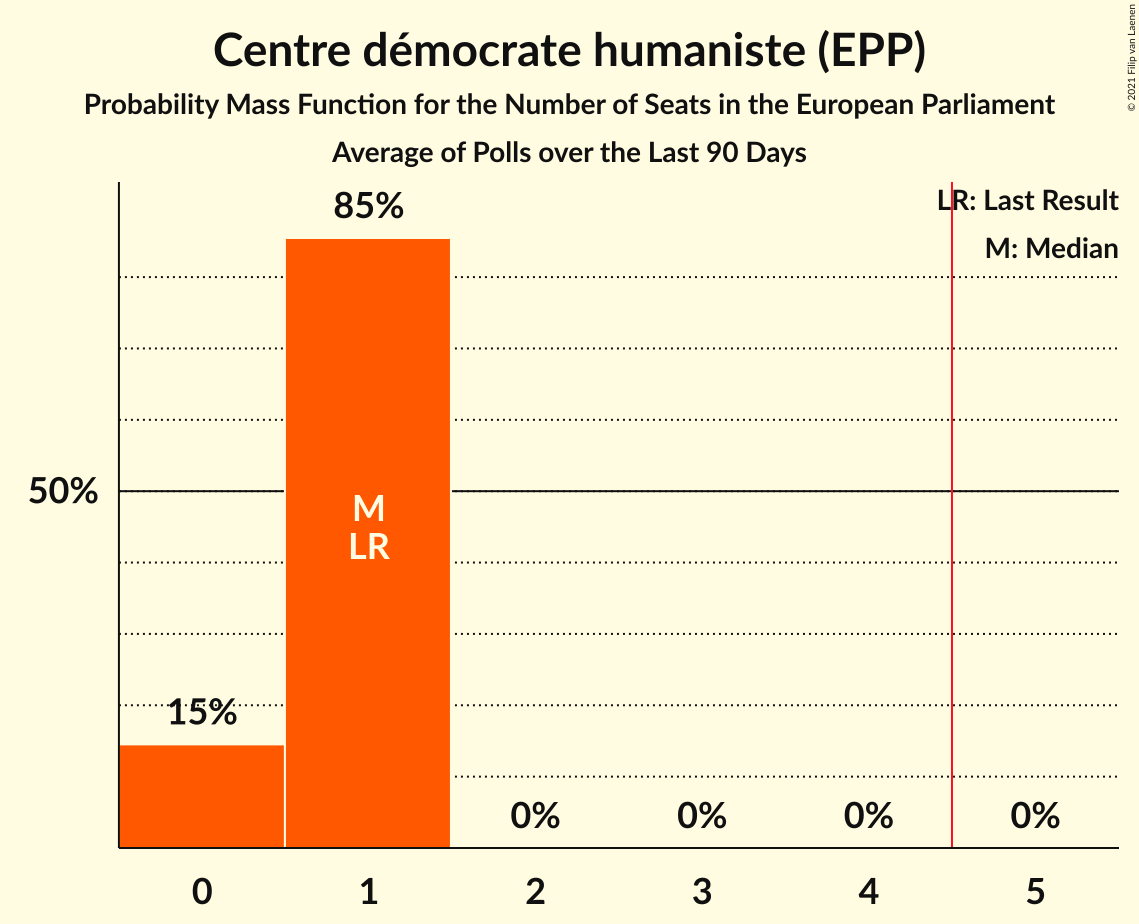 Centre démocrate humaniste (EPP)
Probability Mass Function for the Number of Seats in the European Parliament
Average of Polls over the Last 90 Days
© 2021 Filip van Laenen
LR: Last Result
M: Median
85%
50%
M
LR
15%
0% 0% 0% 0%
0 1 2 3 4 5